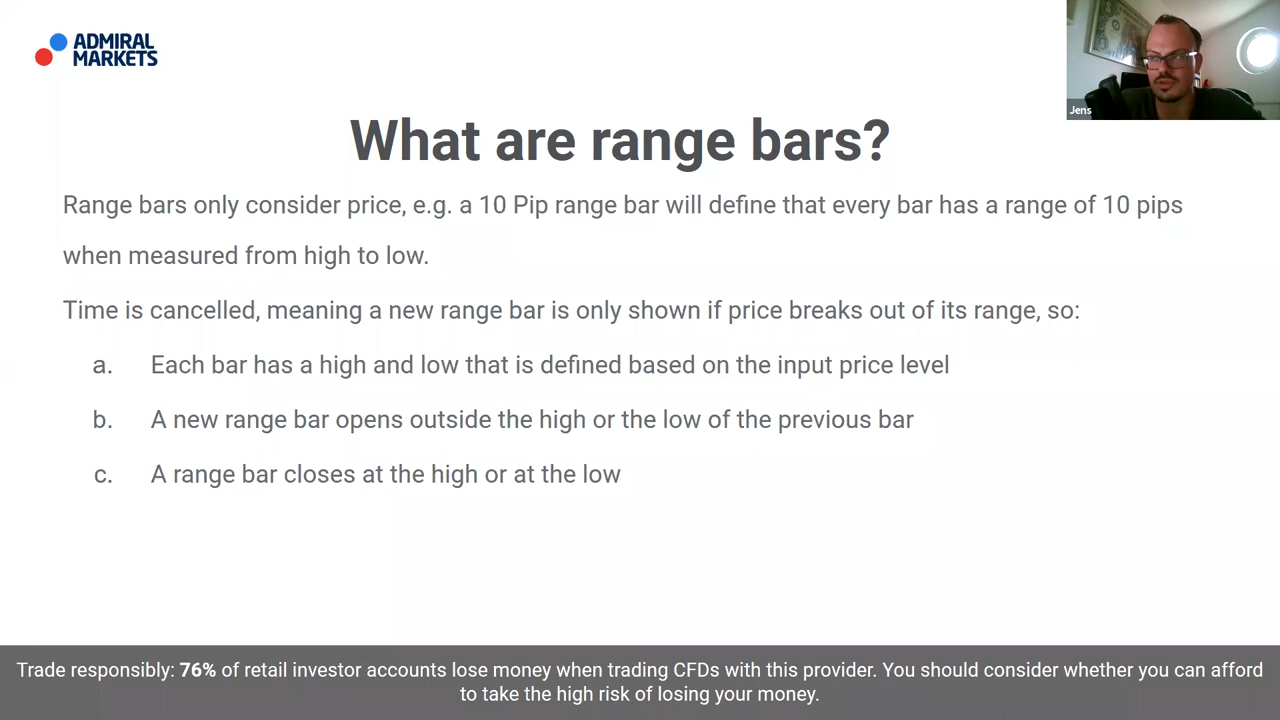 ADMIRAL
MARKETS
Jens
What are range bars?
Range bars only consider price, e.g. a 10 Pip range bar will define that every bar has a range of 10 pips
when measured from high to low.
Time is cancelled, meaning a new range bar is only shown if price breaks out of its range, so:
a. Each bar has a high and low that is defined based on the input price level
b. A new range bar opens outside the high or the low of the previous bar
c. A range bar closes at the high or at the low
Trade responsibly: 76% of retail investor accounts lose money when trading CFDs with this provider. You should consider whether you can afford
to take the high risk of losing your money.